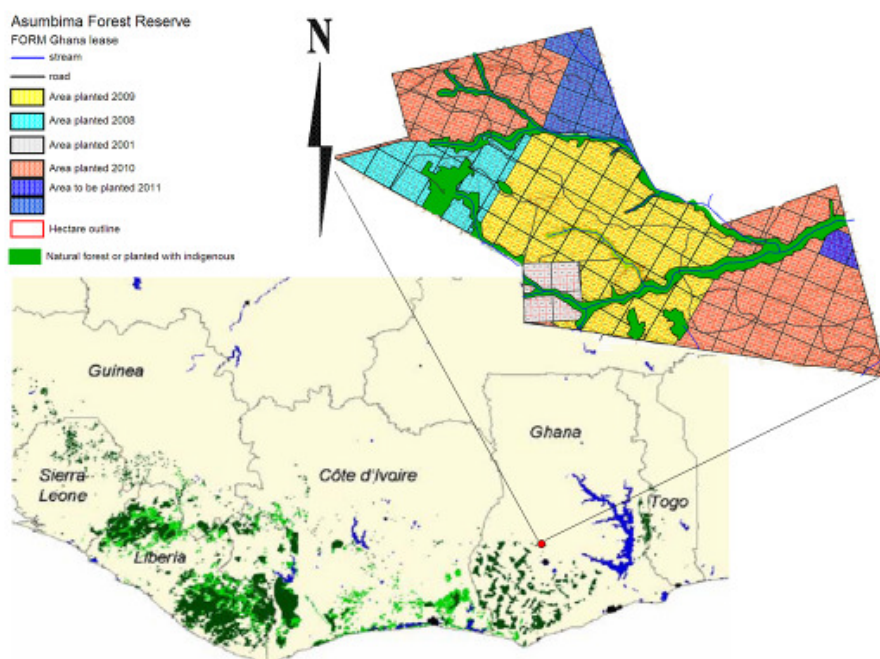 Asumbima Forest Reserve
FORM Ghana lease
stream
road
Area planted 2009
Area planted 2008
Area planted 2001
Area planted 2010
Area to be planted 2011
Hectare outline
Natural forest or planted with indigenous
N
Guinea
Sierra
Leone
Liberia
Côte d'Ivoire
Ghana
Togo